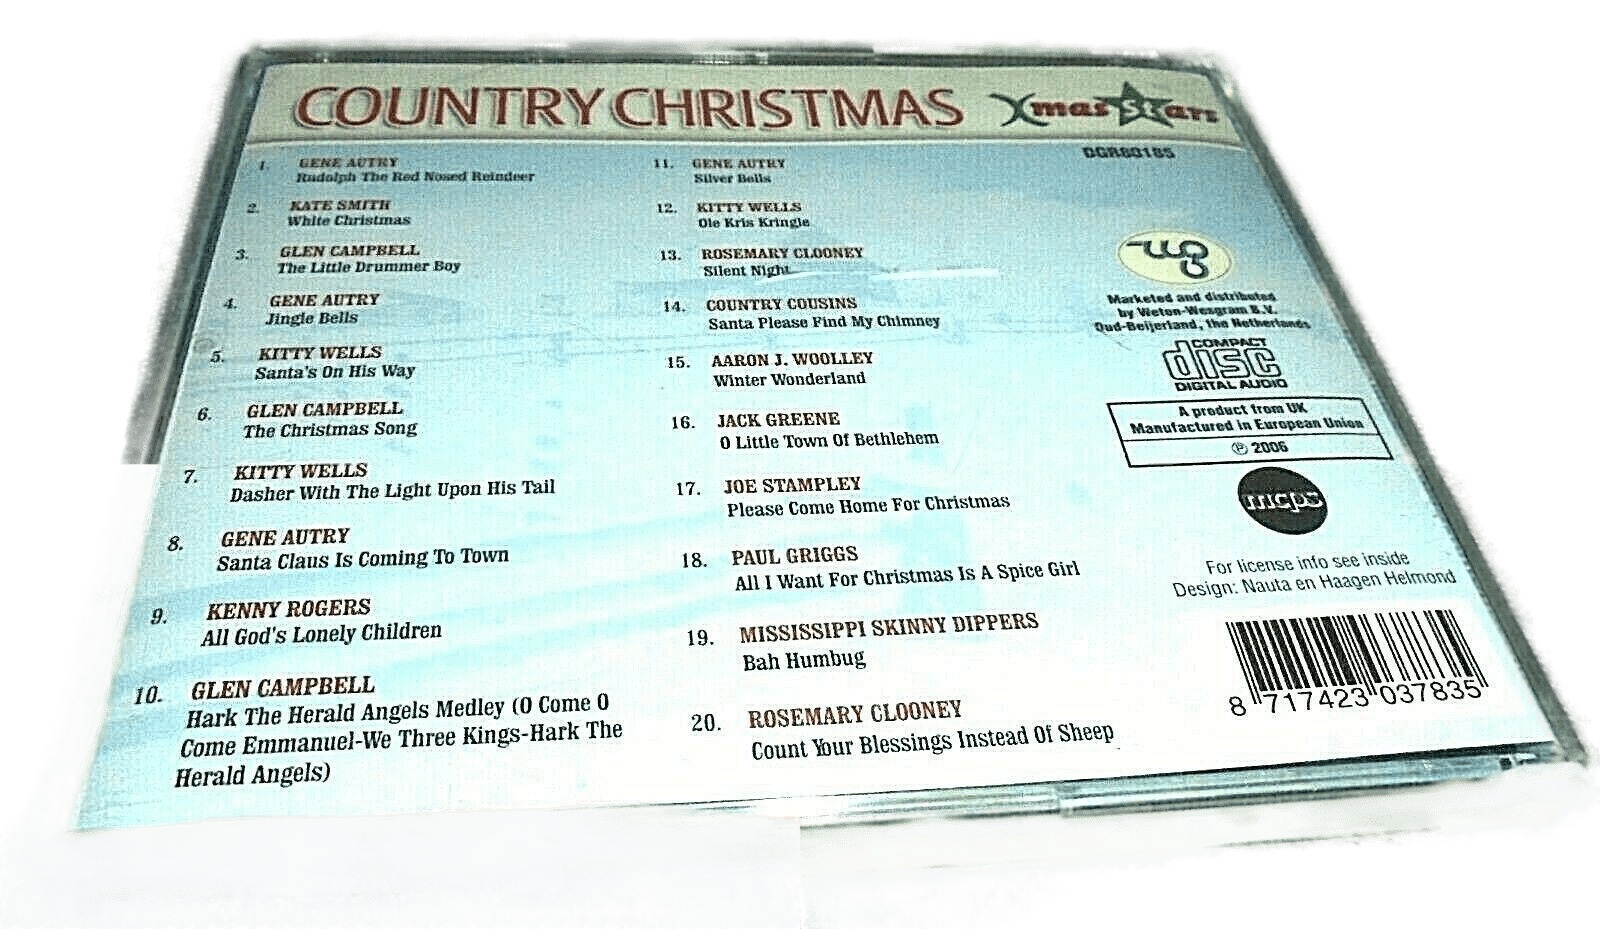 COUNTRY CHRISTMAS
Xmas Stars
DGR60185
1. GENE AUTRY
Rudolph The Red Nosed Reindeer
2. KATE SMITH
White Christmas
3. GLEN CAMPBELL
The Little Drummer Boy
4. GENE AUTRY
Jingle Bells
5. KITTY WELLS
Santa's On His Way
6. GLEN CAMPBELL
The Christmas Song
7. KITTY WELLS
Dasher With The Light Upon His Tail
8. GENE AUTRY
Santa Claus Is Coming To Town
9. KENNY ROGERS
All God's Lonely Children
10. GLEN CAMPBELL
Hark The Herald Angels Medley (O Come O
Come Emmanuel-We Three Kings-Hark The
Herald Angels)
11. GENE AUTRY
Silver Bells
12. KITTY WELLS
Ole Kris Kringle
13. ROSEMARY CLOONEY
Silent Night
14. COUNTRY COUSINS
Santa Please Find My Chimney
15. AARON J. WOOLLEY
Winter Wonderland
16. JACK GREENE
O Little Town Of Bethlehem
17. JOE STAMPLEY
Please Come Home For Christmas
18. PAUL GRIGGS
All I Want For Christmas Is A Spice Girl
19. MISSISSIPPI SKINNY DIPPERS
Bah Humbug
20. ROSEMARY CLOONEY
Count Your Blessings Instead Of Sheep
wg
Marketed and distributed
by Weton-Wesgram B.V.
Oud-Beijerland, the Netherlands
COMPACT
disc
DIGITAL AUDIO
A product from UK
Manufactured in European Union
℗ 2006
mcps
For license info see inside
Design: Nauta en Haagen Helmond
8 717423 037835